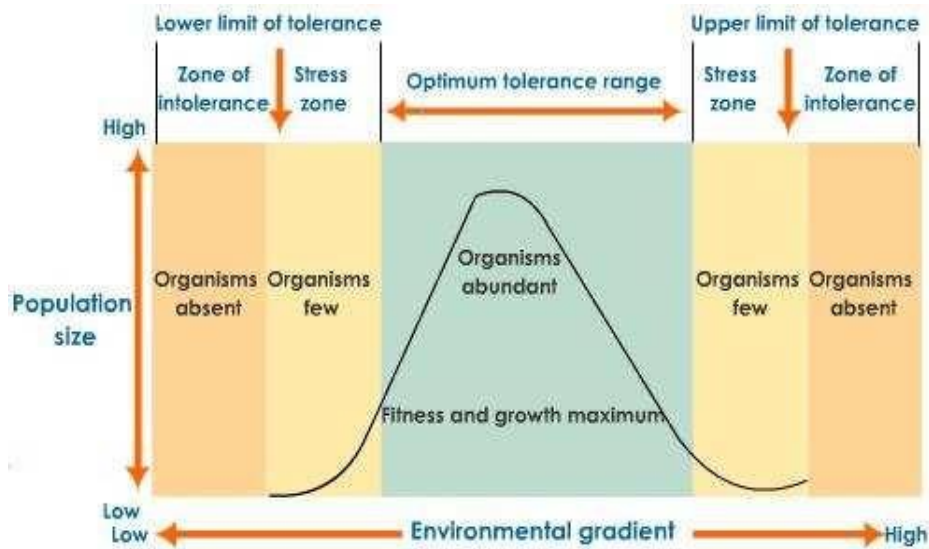 Lower limit of tolerance
Upper limit of tolerance
Zone of
intolerance
Stress
zone
Optimum tolerance range
Stress
zone
Zone of
intolerance
High
Population
size
Organisms
absent
Organisms
few
Organisms
abundant
Fitness and growth maximum
Organisms
few
Organisms
absent
Low
Low
Environmental gradient
High